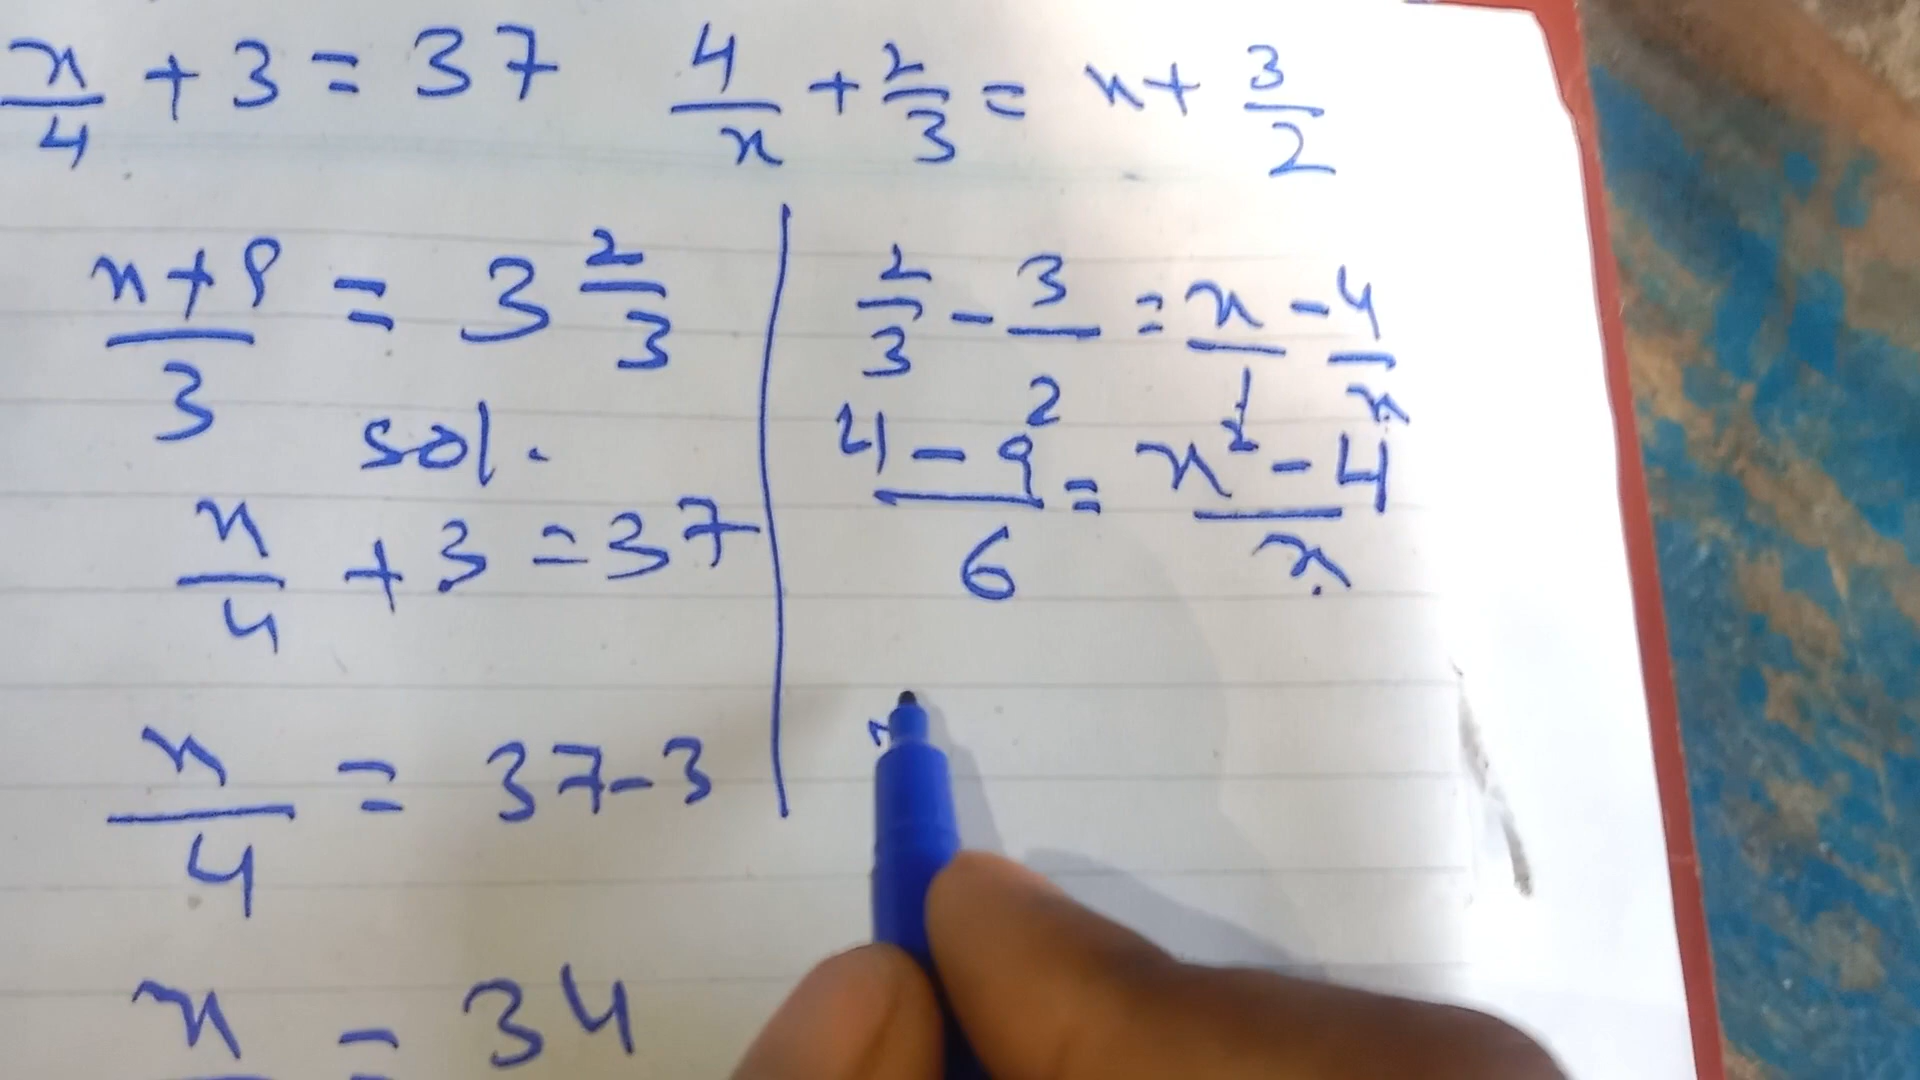 x/4 + 3 = 37
4/x + 2/3 = x + 3/2
x+9/3 = 3 2/3
sol.
x/4 + 3 = 37
x/4 = 37-3
x = 34
2/3 - 3/2 = x/1 - 4/x
4-9/6 = x²-4/x